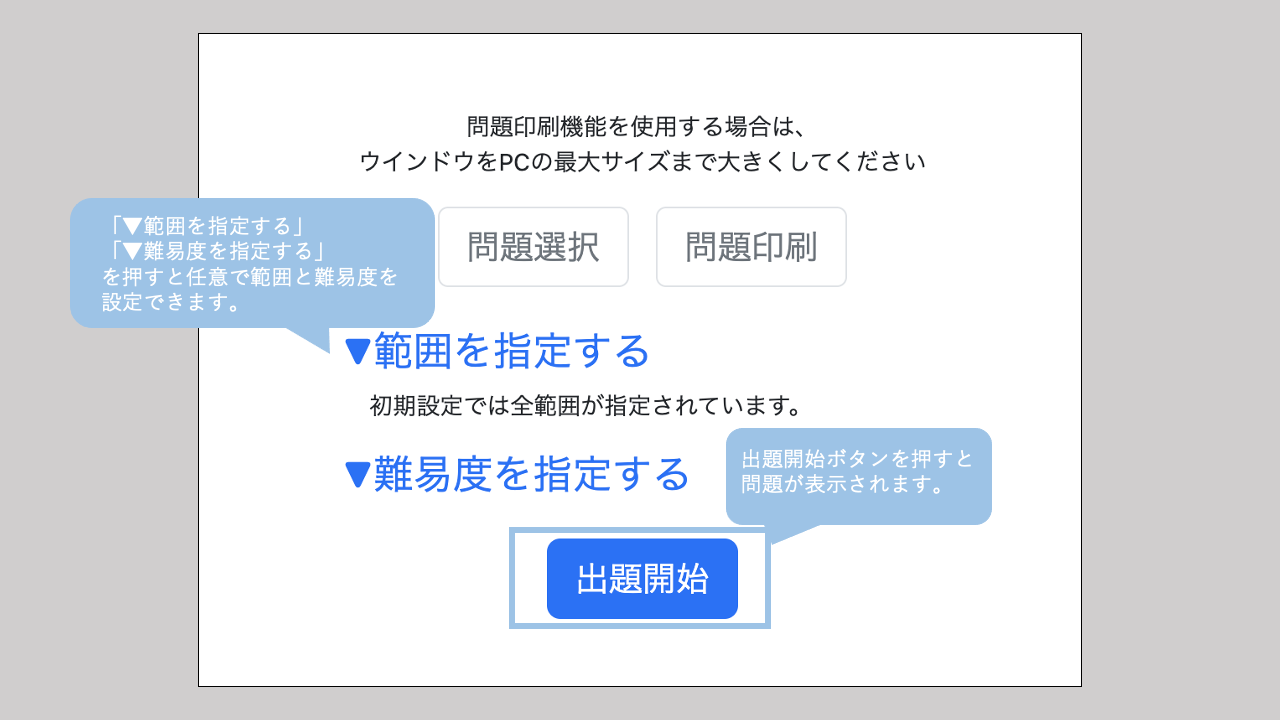 問題印刷機能を使用する場合は、
ウインドウをPCの最大サイズまで大きくしてください
「▼範囲を指定する」
「▼難易度を指定する」
を押すと任意で範囲と難易度を
設定できます。
問題選択
問題印刷
▼範囲を指定する
初期設定では全範囲が指定されています。
▼難易度を指定する
出題開始ボタンを押すと
問題が表示されます。
出題開始